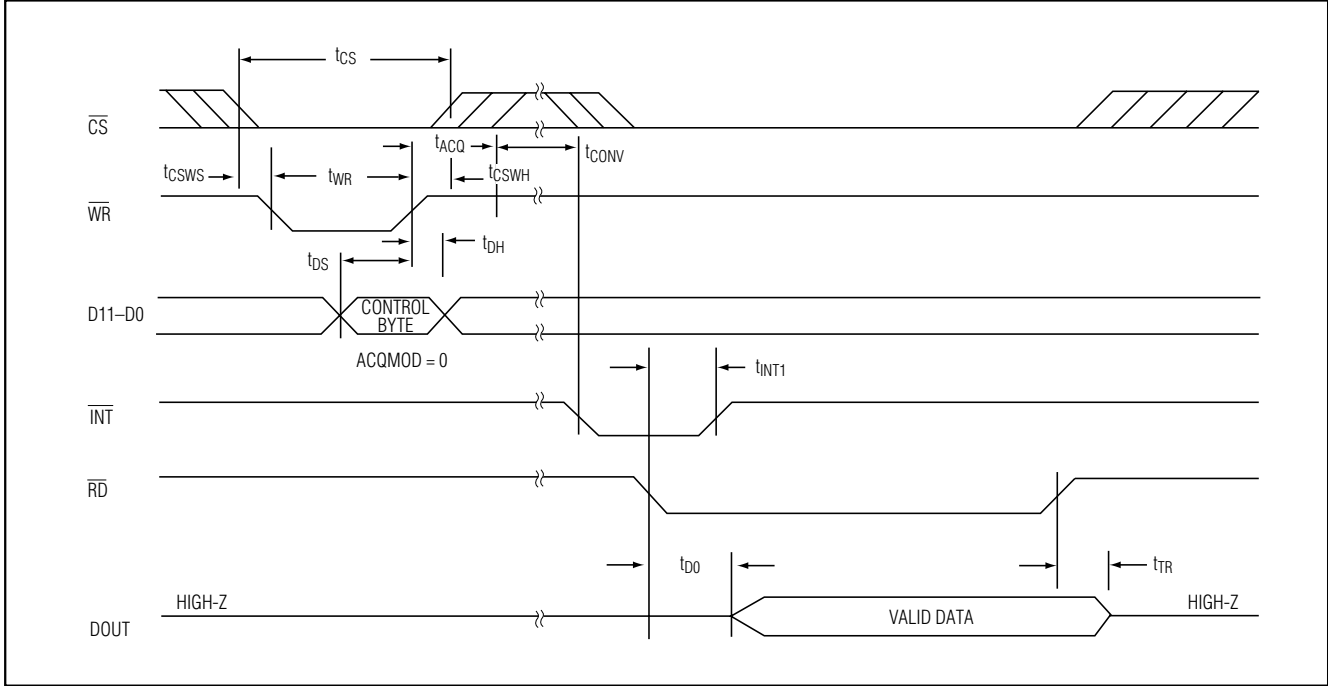 tCS
CS
tACQ
tCONV
tCSWS
tWR
tCSWH
WR
tDH
tDS
D11–D0
CONTROL
BYTE
ACQMOD = 0
tINT1
INT
RD
tD0
tTR
HIGH-Z
VALID DATA
HIGH-Z
DOUT